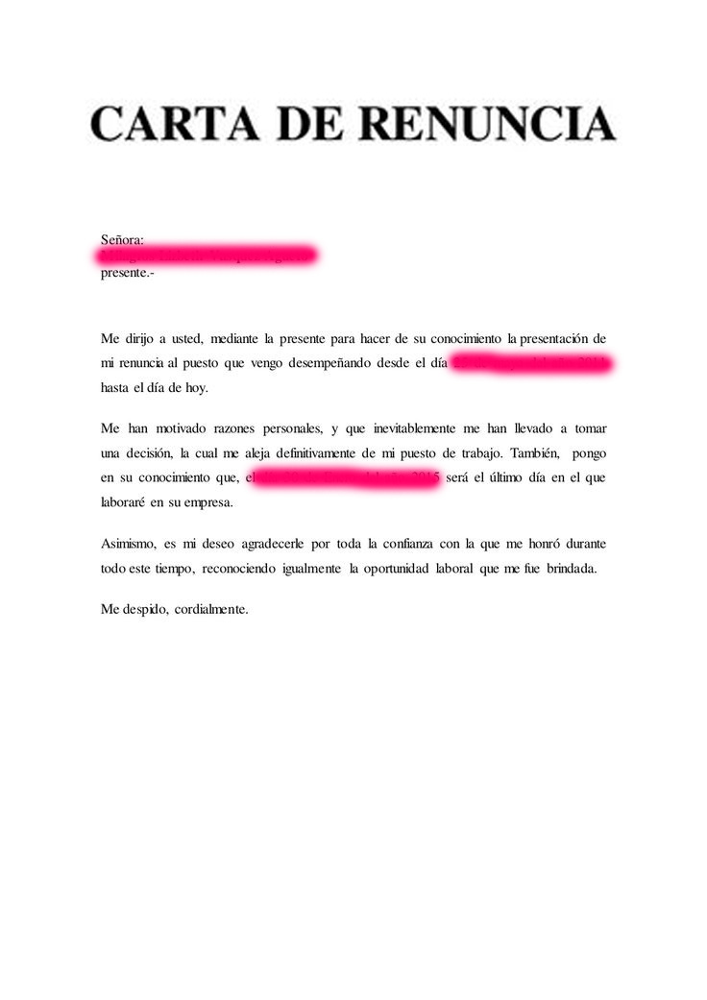 CARTA DE RENUNCIA
Señora:
presente.-
Me dirijo a usted, mediante la presente para hacer de su conocimiento la presentación de
mi renuncia al puesto que vengo desempeñando desde el día
hasta el día de hoy.
Me han motivado razones personales, y que inevitablemente me han llevado a tomar
una decisión, la cual me aleja definitivamente de mi puesto de trabajo. También, pongo
en su conocimiento que, el será el último día en el que
laboraré en su empresa.
Asimismo, es mi deseo agradecerle por toda la confianza con la que me honró durante
todo este tiempo, reconociendo igualmente la oportunidad laboral que me fue brindada.
Me despido, cordialmente.